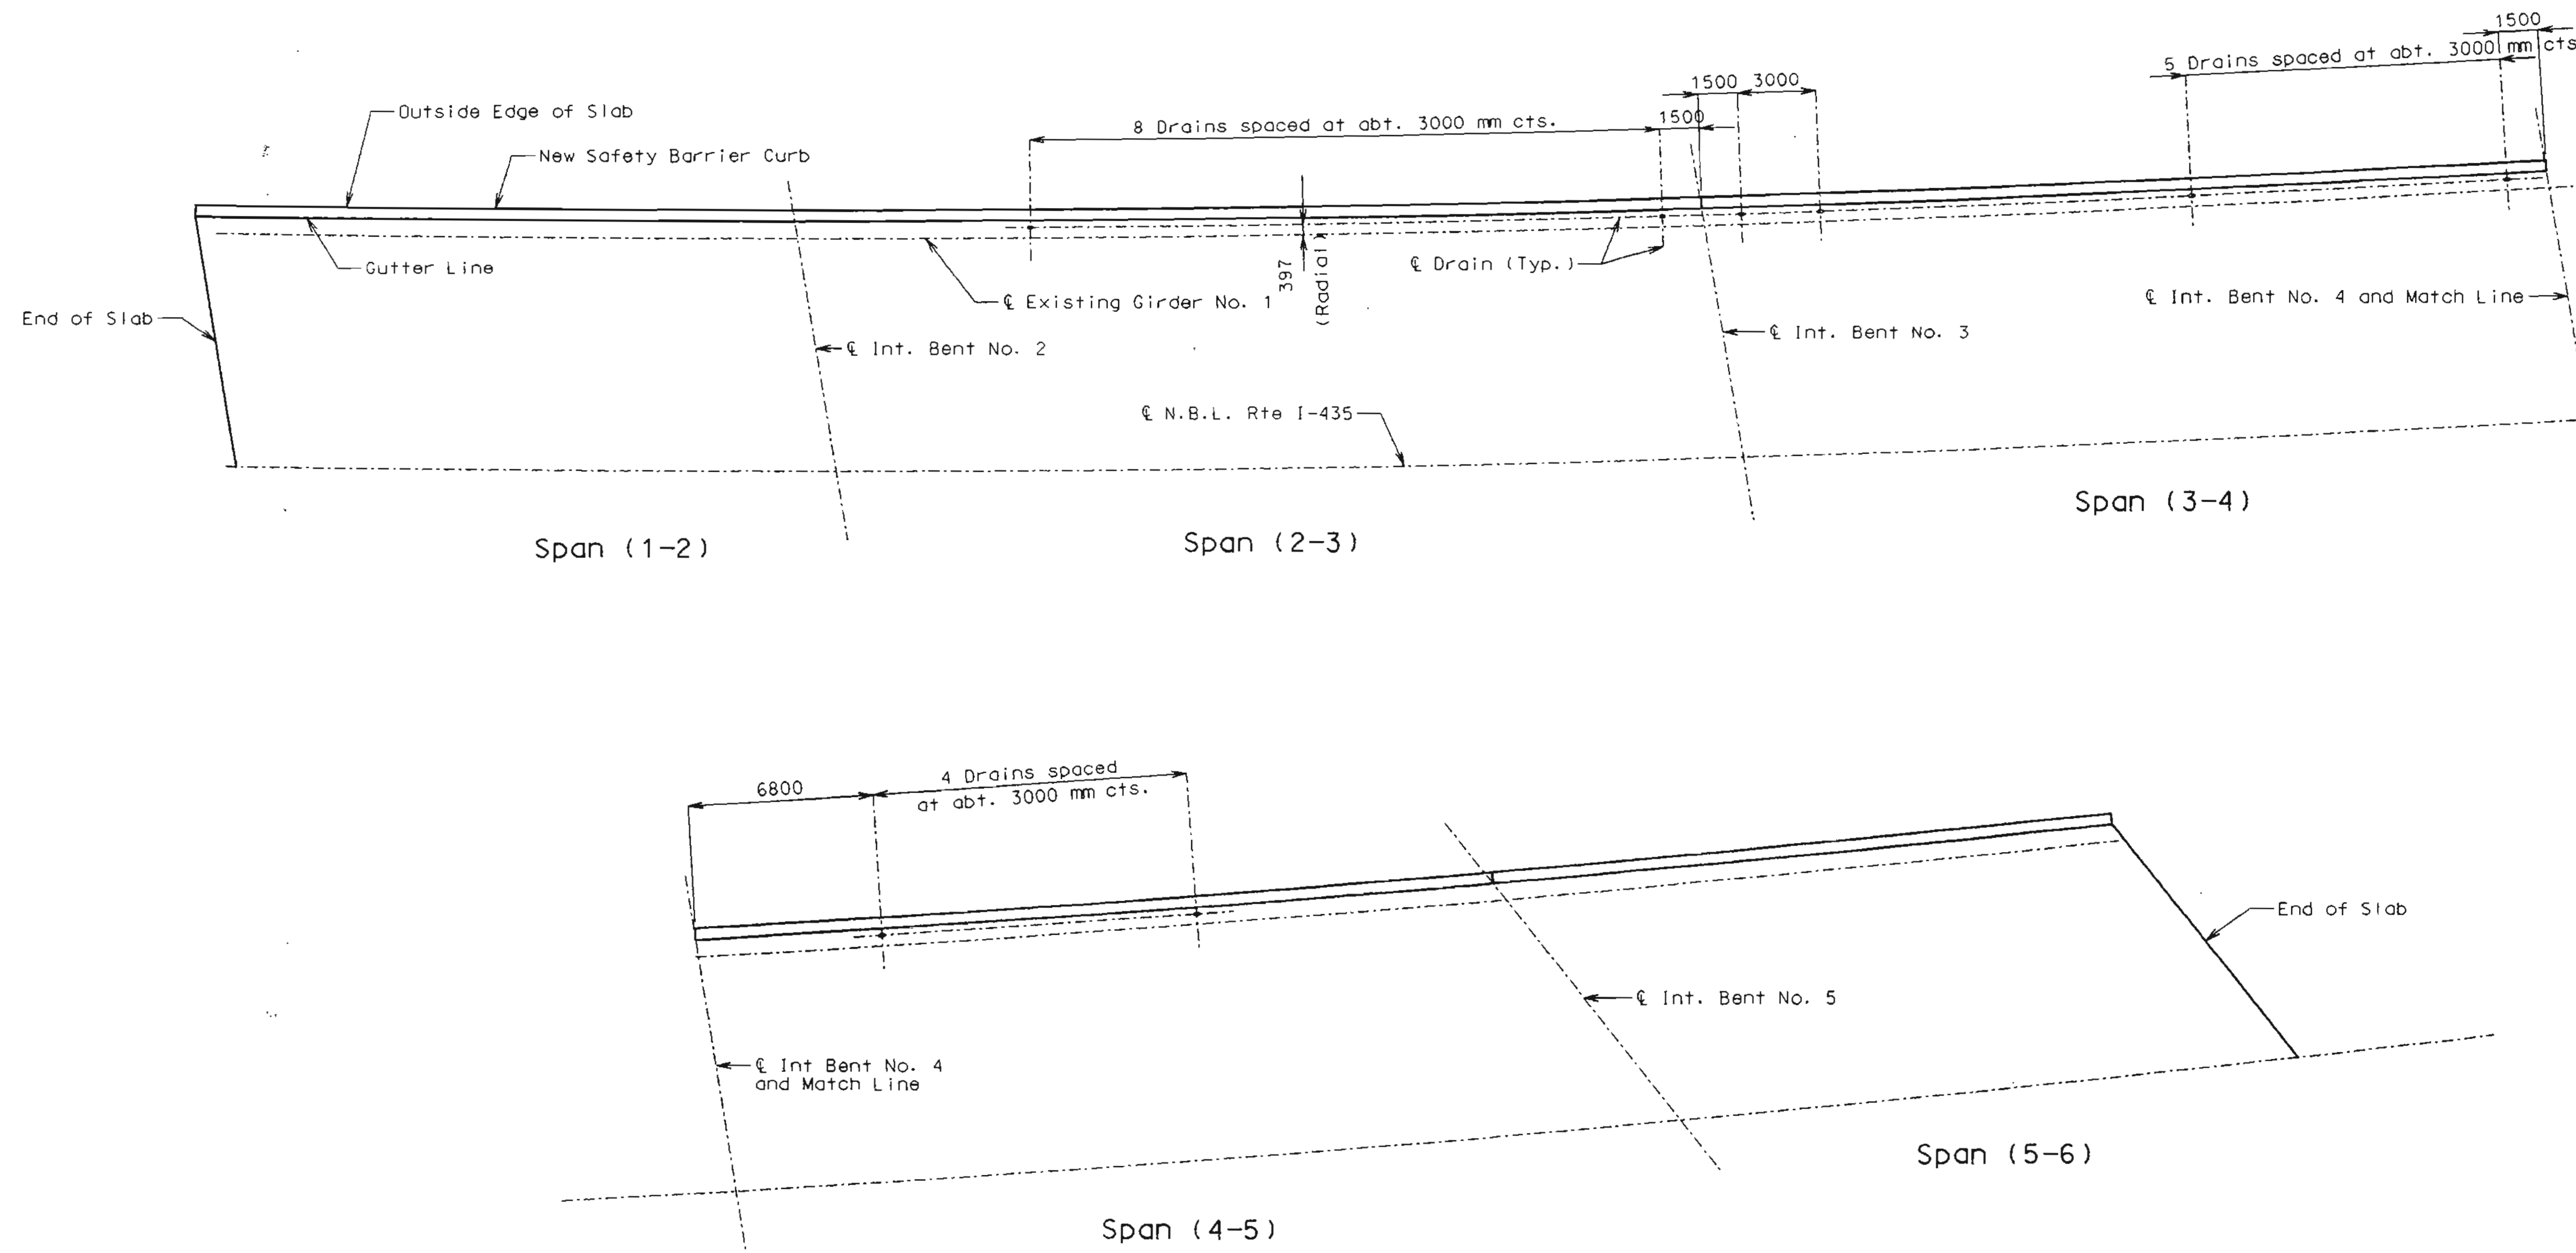 1500
5 Drains spaced at abt. 3000 mm cts
1500 3000
8 Drains spaced at abt. 3000 mm cts.
1500
Outside Edge of Slab
New Safety Barrier Curb
Gutter Line
℄ Existing Girder No. 1
397
(Radial)
℄ Drain (Typ.)
End of Slab
℄ Int. Bent No. 2
℄ Int. Bent No. 3
℄ Int. Bent No. 4 and Match Line
℄ N.B.L. Rte I-435
Span (1-2)
Span (2-3)
Span (3-4)
6800
4 Drains spaced
at abt. 3000 mm cts.
End of Slab
℄ Int. Bent No. 5
℄ Int Bent No. 4
and Match Line
Span (4-5)
Span (5-6)